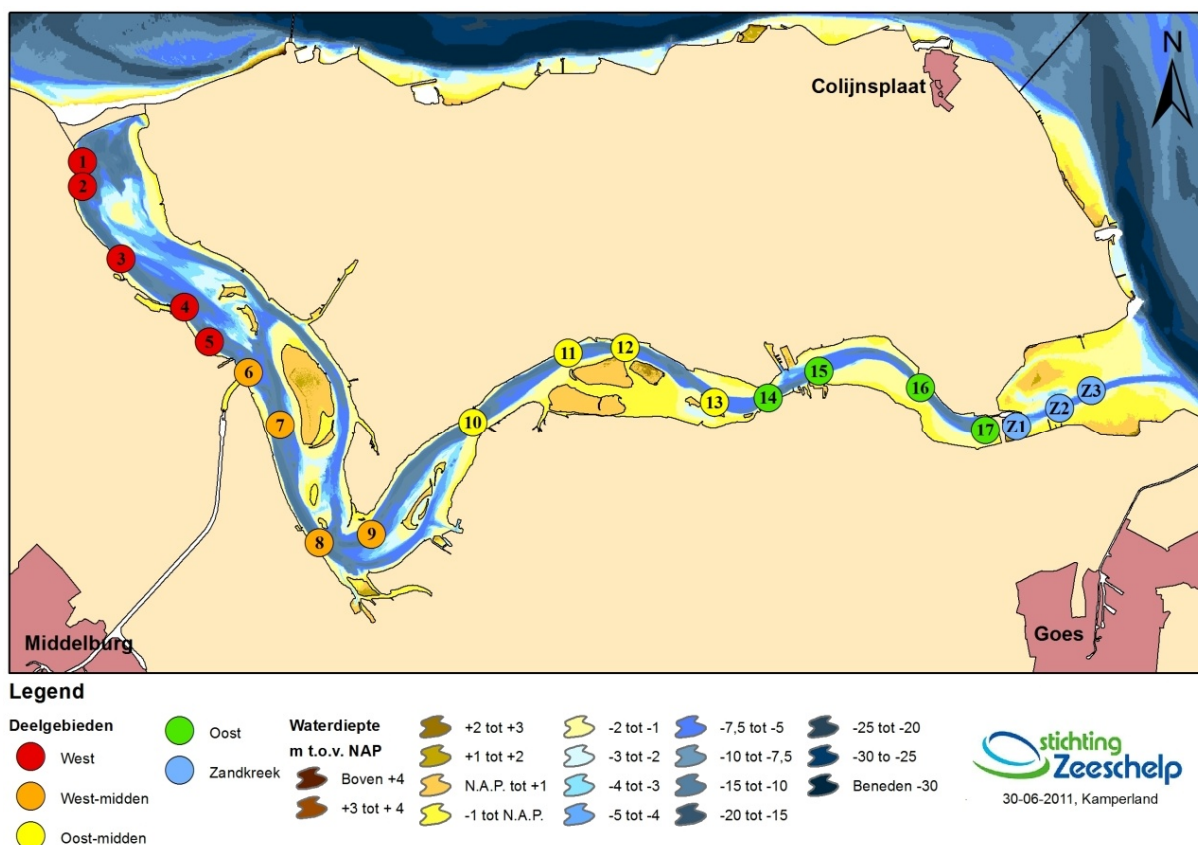 Colijnsplaat
N
1
2
3
4
5
6
7
8
9
10
11
12
13
14
15
16
17
Z1
Z2
Z3
Middelburg
Goes
Legend
Deelgebieden
West
West-midden
Oost-midden
Oost
Zandkreek
Waterdiepte
m t.o.v. NAP
Boven +4
+3 tot + 4
+2 tot +3
+1 tot +2
N.A.P. tot +1
-1 tot N.A.P.
-2 tot -1
-3 tot -2
-4 tot -3
-5 tot -4
-7,5 tot -5
-10 tot -7,5
-15 tot -10
-20 tot -15
-25 tot -20
-30 to -25
Beneden -30
stichting
Zeeschelp
30-06-2011, Kamperland